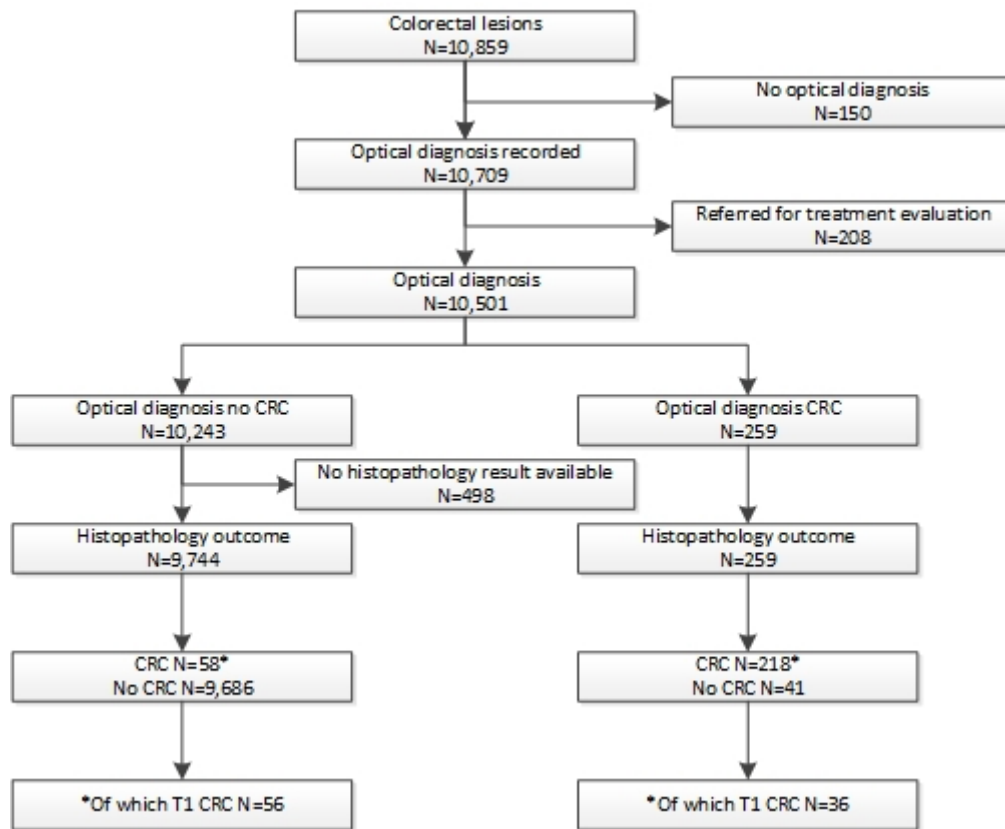 Colorectal lesions
N=10,859
No optical diagnosis
N=150
Optical diagnosis recorded
N=10,709
Referred for treatment evaluation
N=208
Optical diagnosis
N=10,501
Optical diagnosis no CRC
N=10,243
Optical diagnosis CRC
N=259
No histopathology result available
N=498
Histopathology outcome
N=9,744
Histopathology outcome
N=259
CRC N=58*
No CRC N=9,686
CRC N=218*
No CRC N=41
*Of which T1 CRC N=56
*Of which T1 CRC N=36